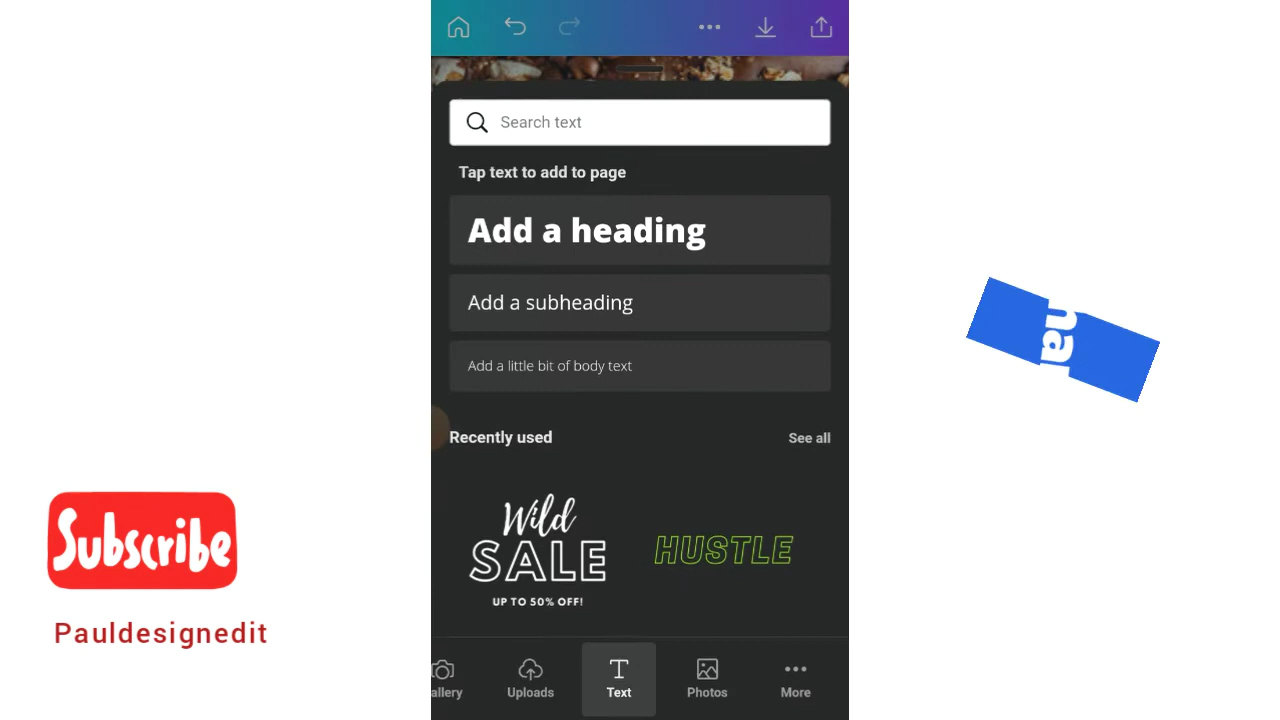 Search text
Tap text to add to page
Add a heading
Add a subheading
Add a little bit of body text
Recently used
See all
Wild
SALE
UP TO 50% OFF!
HUSTLE
allery
Uploads
Text
Photos
More
Subscribe
Pauldesignedit